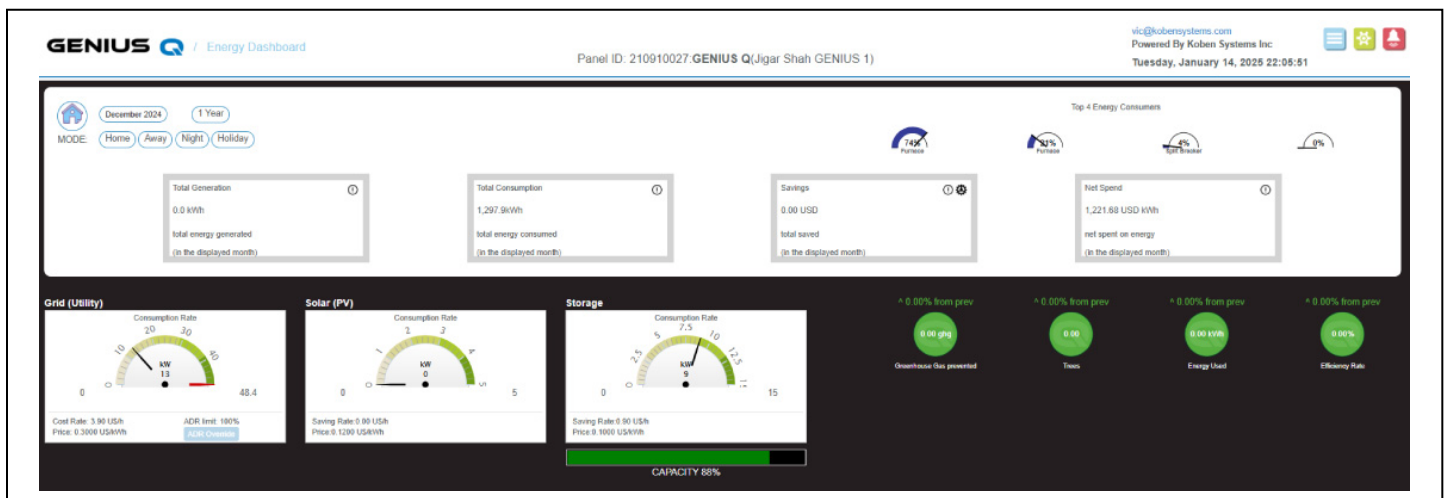 GENIUS Q / Energy Dashboard
Panel ID: 210910027:GENIUS Q(Jigar Shah GENIUS 1)
vic@kobensystems.com
Powered By Koben Systems Inc
Tuesday, January 14, 2025 22:05:51
December 2024
1 Year
MODE:
Home
Away
Night
Holiday
Top 4 Energy Consumers
74%
Furnace
21%
Furnace
4%
Split Breaker
0%
Total Generation
0.0 kWh
total energy generated
(in the displayed month)
Total Consumption
1,297.9kWh
total energy consumed
(in the displayed month)
Savings
0.00 USD
total saved
(in the displayed month)
Net Spend
1,221.68 USD kWh
net spent on energy
(in the displayed month)
Grid (Utility)
Consumption Rate
0 10 20 30 40
kW
13
0
48.4
Cost Rate: 3.90 US$/h
Price: 0.3000 US$/kWh
ADR limit: 100%
ADR Override
Solar (PV)
Consumption Rate
0 1 2 3 4 5
kW
0
0
5
Saving Rate:0.00 US$/h
Price:0.1200 US$/kWh
Storage
Consumption Rate
0 2.5 5 7.5 10 12.5 15
kW
9
0
15
Saving Rate:0.90 US$/h
Price:0.1000 US$/kWh
CAPACITY 88%
^ 0.00% from prev
0.00 ghg
Greenhouse Gas prevented
^ 0.00% from prev
0.00
Trees
^ 0.00% from prev
0.00 kWh
Energy Used
^ 0.00% from prev
0.00%
Efficiency Rate